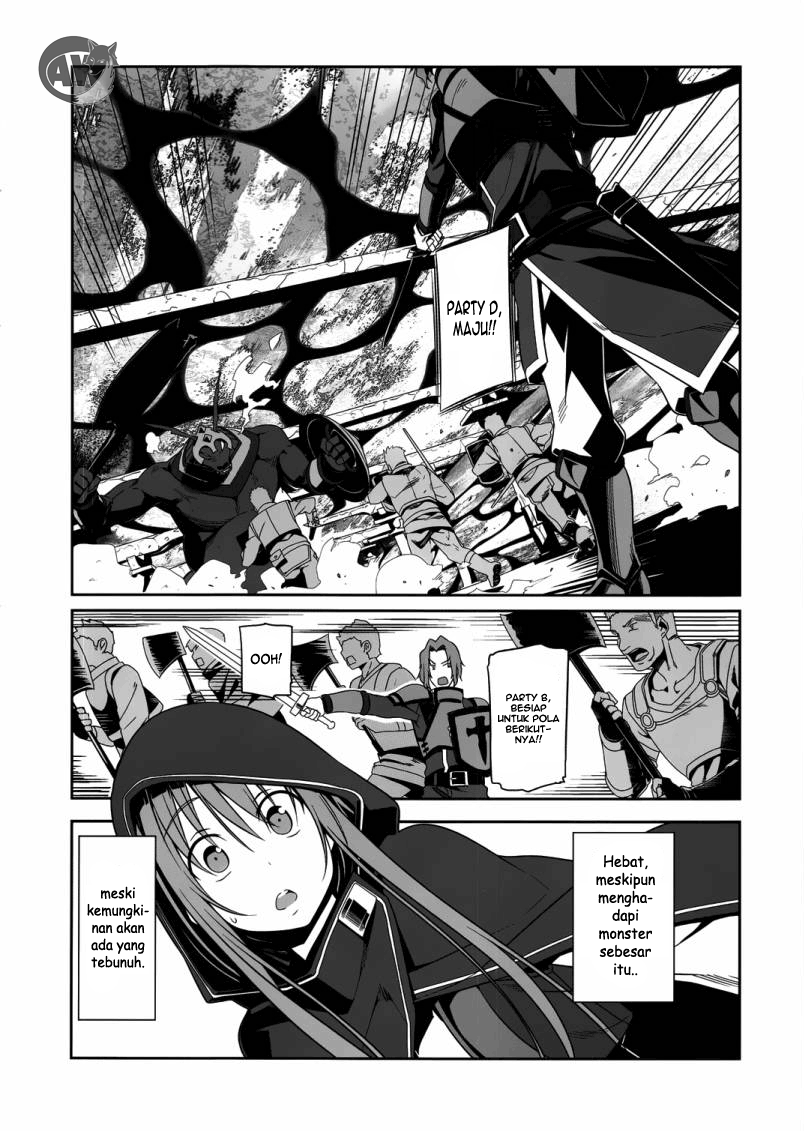 AW
PARTY D,
MAJU!!
OOH!
PARTY B,
BESIAP
UNTUK POLA
BERIKUT-
NYA!!
Hebat,
meskipun
mengha-
dapi
monster
sebesar
itu..
meski
kemungki-
nan akan
ada yang
tebunuh.